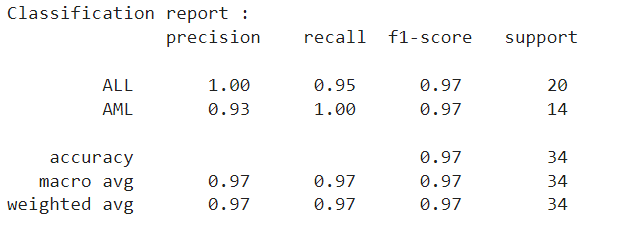 Classification report :
precision recall f1-score support
ALL 1.00 0.95 0.97 20
AML 0.93 1.00 0.97 14
accuracy 0.97 34
macro avg 0.97 0.97 0.97 34
weighted avg 0.97 0.97 0.97 34